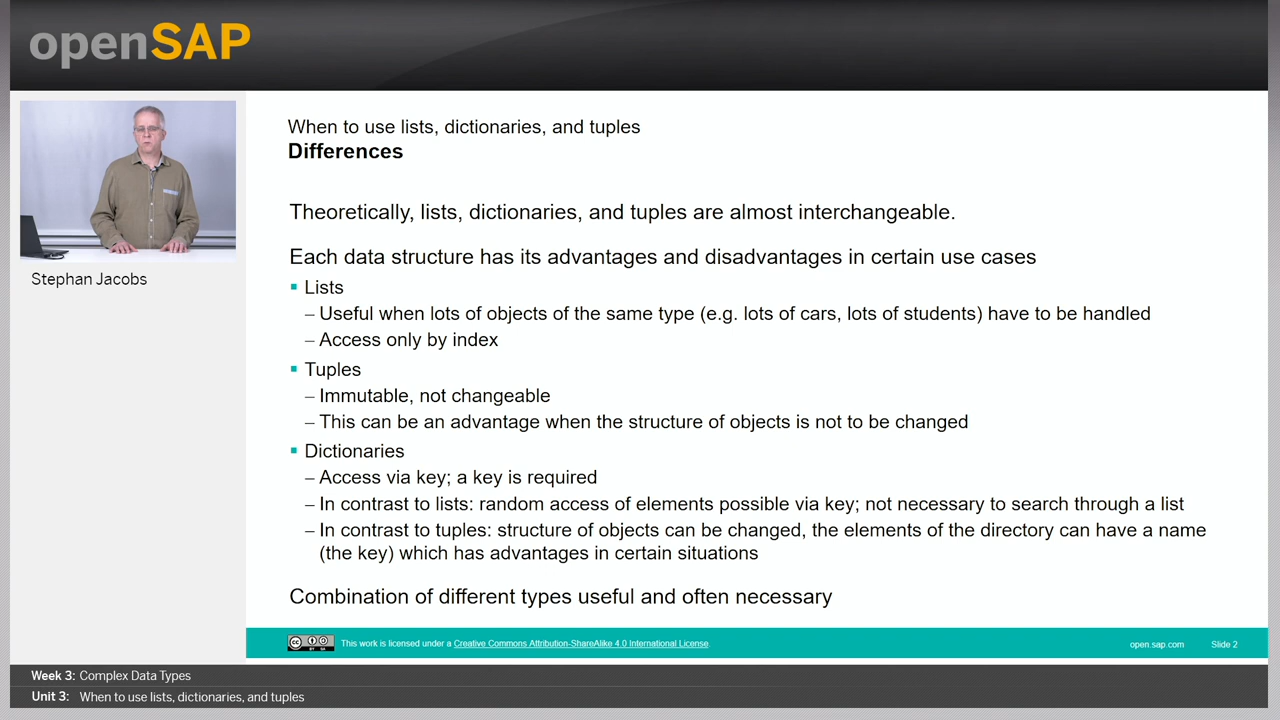 openSAP
Stephan Jacobs
When to use lists, dictionaries, and tuples
Differences
Theoretically, lists, dictionaries, and tuples are almost interchangeable.
Each data structure has its advantages and disadvantages in certain use cases
Lists
– Useful when lots of objects of the same type (e.g. lots of cars, lots of students) have to be handled
– Access only by index
Tuples
– Immutable, not changeable
– This can be an advantage when the structure of objects is not to be changed
Dictionaries
– Access via key; a key is required
– In contrast to lists: random access of elements possible via key; not necessary to search through a list
– In contrast to tuples: structure of objects can be changed, the elements of the directory can have a name
(the key) which has advantages in certain situations
Combination of different types useful and often necessary
cc BY SA
This work is licensed under a Creative Commons Attribution-ShareAlike 4.0 International License.
open.sap.com
Slide 2
Week 3: Complex Data Types
Unit 3: When to use lists, dictionaries, and tuples